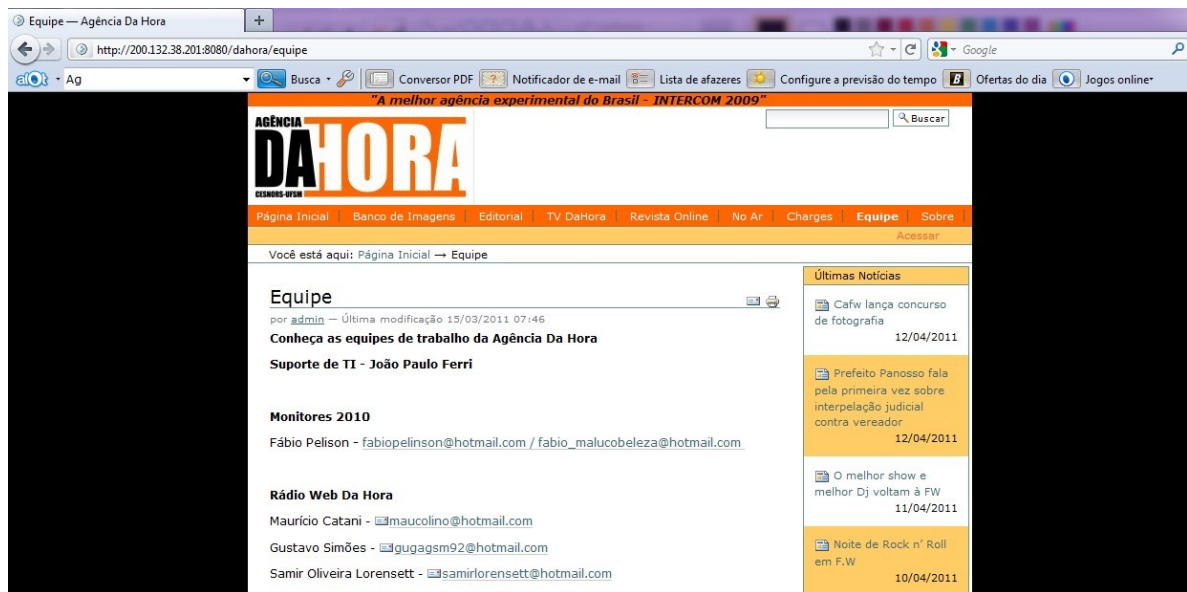 Equipe — Agência Da Hora
+
http://200.132.38.201:8080/dahora/equipe
Google
a[o]t Ag Busca Conversor PDF Notificador de e-mail Lista de afazeres Configure a previsão do tempo B Ofertas do dia Jogos online
"A melhor agência experimental do Brasil - INTERCOM 2009"
AGÊNCIA
DAHORA
CESNORS-UFSM
Buscar
Página Inicial | Banco de Imagens | Editorial | TV DaHora | Revista Online | No Ar | Charges | Equipe | Sobre
Acessar
Você está aqui: Página Inicial → Equipe
Equipe
por admin — Última modificação 15/03/2011 07:46
Conheça as equipes de trabalho da Agência Da Hora
Suporte de TI - João Paulo Ferri
Monitores 2010
Fábio Pelison - fabiopelinson@hotmail.com / fabio_malucobeleza@hotmail.com
Rádio Web Da Hora
Maurício Catani - maucolino@hotmail.com
Gustavo Simões - gugagsm92@hotmail.com
Samir Oliveira Lorensett - samirlorensett@hotmail.com
Últimas Notícias
Cafw lança concurso
de fotografia
12/04/2011
Prefeito Panosso fala
pela primeira vez sobre
interpelação judicial
contra vereador
12/04/2011
O melhor show e
melhor Dj voltam à FW
11/04/2011
Noite de Rock n' Roll
em F.W
10/04/2011